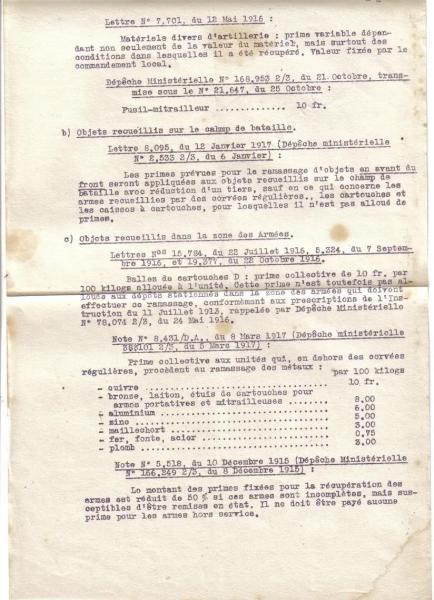 Lettre N° 7.701, du 12 Mai 1916 :
Matériels divers d'artillerie : prime variable dépen-
dant non seulement de la valeur du matériel, mais surtout des
conditions dans lesquelles il a été récupéré. Valeur fixée par le
commandement local.
Dépêche Ministérielle N° 168,953 2/3, du 21 Octobre, trans-
mise sous le N° 21,647, du 25 Octobre :
Fusil-mitrailleur .............. 10 fr.
b) Objets recueillis sur le cahmp de bataille.
Lettre 8,095, du 12 Janvier 1917 (Dépêche ministérielle
N° 2,533 2/3, du 6 Janvier) :
Les primes prévues pour le ramassage d'objets en avant du
front seront appliquées aux objets recueillis sur le champ de
bataille avec réduction d'un tiers, sauf en ce qui concerne les
armes recueillies par des corvées régulières., les cartouches et
les caisses à cartouches, pour lesquelles il n'est pas alloué de
primes.
c) Objets recueillis dans la zone des Armées.
Lettres Nos 15,784, du 22 Juillet 1916, 5,324, du 7 Septem-
bre 1916, et 19,377, du 22 Octobre 1916.
Balles de cartouches D : prime collective de 10 fr. par
100 kilogs allouée à l'unité. Cette prime n'est toutefois pas al-
louée aux dépôts stationnés dans la zone des armées qui doivent
effectuer ce ramassage, conformément aux prescriptions de l'Ins-
truction du 11 Juillet 1913, rappelée par Dépêche Ministérielle
N° 78,074 2/3, du 24 Mai 1916.
Note N° 8,431/D.A., du 8 Mars 1917 (Dépêche ministérielle
2/3, du 5 Mars 1917) :
Prime collective aux unités qui, en dehors des corvées
régulières, procèdent au ramassage des métaux : par 100 kilogs
- cuivre .............................. 10 fr.
- bronze, laiton, étuis de cartouches pour
armes portatives et mitrailleuses ........ 8.00
- aluminium .............................. 6.00
- zinc .............................. 5.00
- maillechort .............................. 3.00
- fer, fonte, acier .............................. 0.75
- plomb .............................. 3.00
Note N° 5,518, du 10 Décembre 1915 (Dépêche Ministérielle
N° 166,249 2/3, du 8 Décembre 1915) :
Le montant des primes fixées pour la récupération des
armes est réduit de 50 % si ces armes sont incomplètes, mais sus-
ceptibles d'être remises en état. Il ne doit être payé aucune
prime pour les armes hors service.